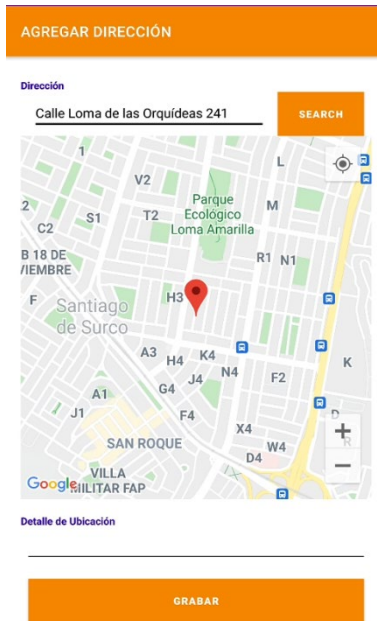 AGREGAR DIRECCIÓN
Dirección
Calle Loma de las Orquídeas 241
SEARCH
1
L
V2
Parque
Ecológico
Loma Amarilla
M
T2
S1
C2
R1 N1
B 18 DE
VIEMBRE
F
H3
Santiago
de Surco
A3
H4
K4
K
J4
N4
G4
F2
A1
J1
F4
X4
SAN ROQUE
W4
D4
VILLA
MILITAR FAP
Google
Detalle de Ubicación
GRABAR